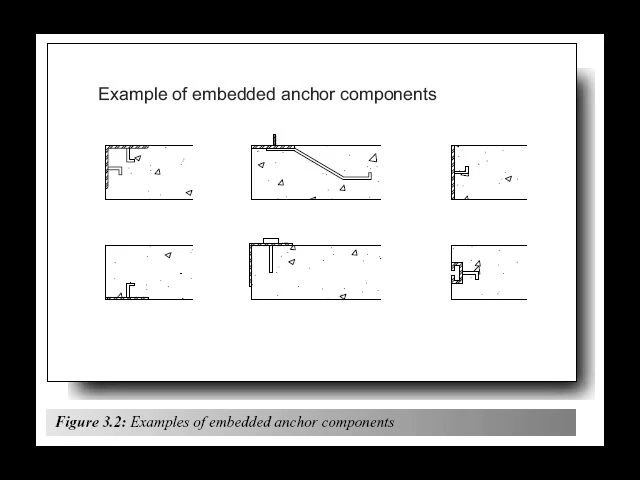 Example of embedded anchor components
Figure 3.2: Examples of embedded anchor components